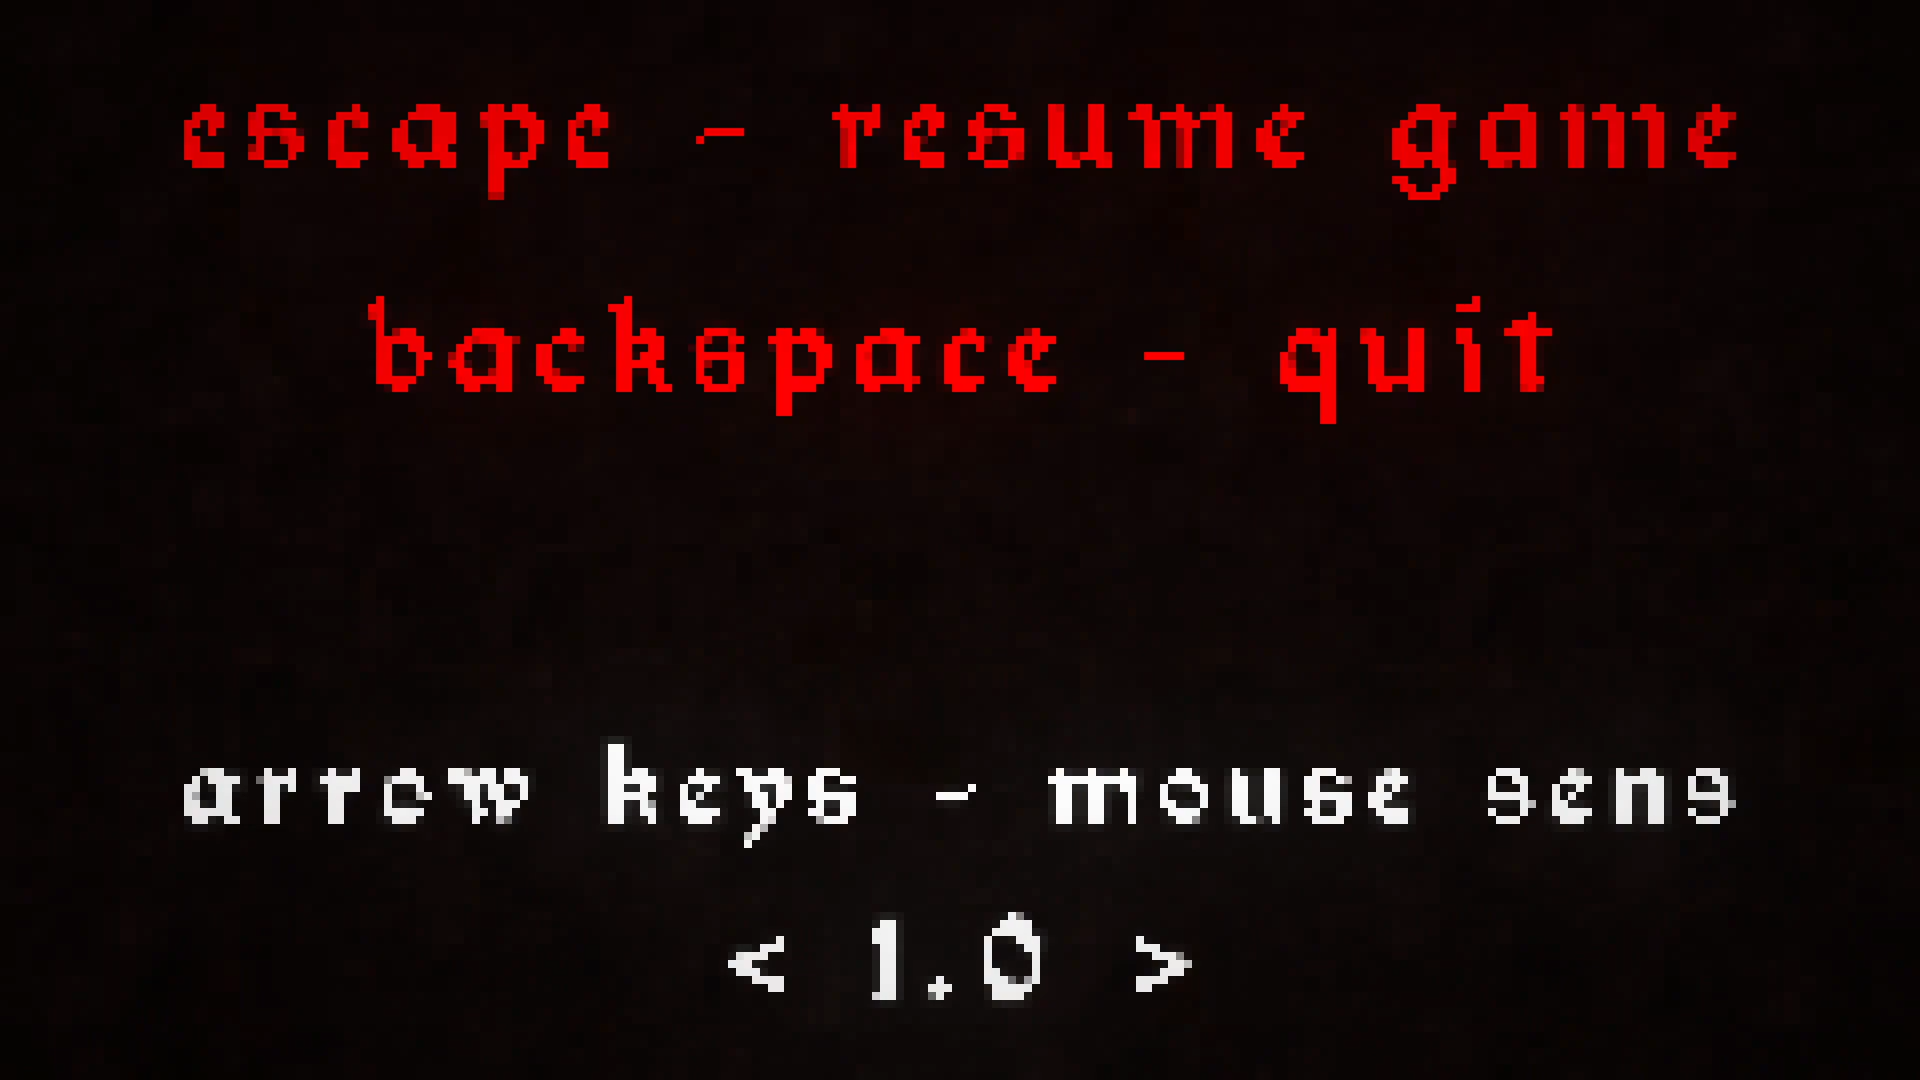 escape - resume game
backspace - quit
arrow keys - mouse sens
< 1.0 >